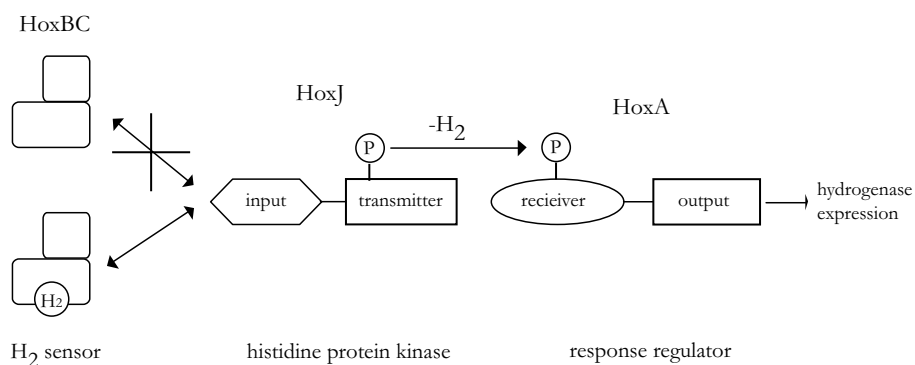 HoxBC
HoxJ
HoxA
P
-H2
P
input
transmitter
recieiver
output
hydrogenase
expression
H2
H2 sensor
histidine protein kinase
response regulator